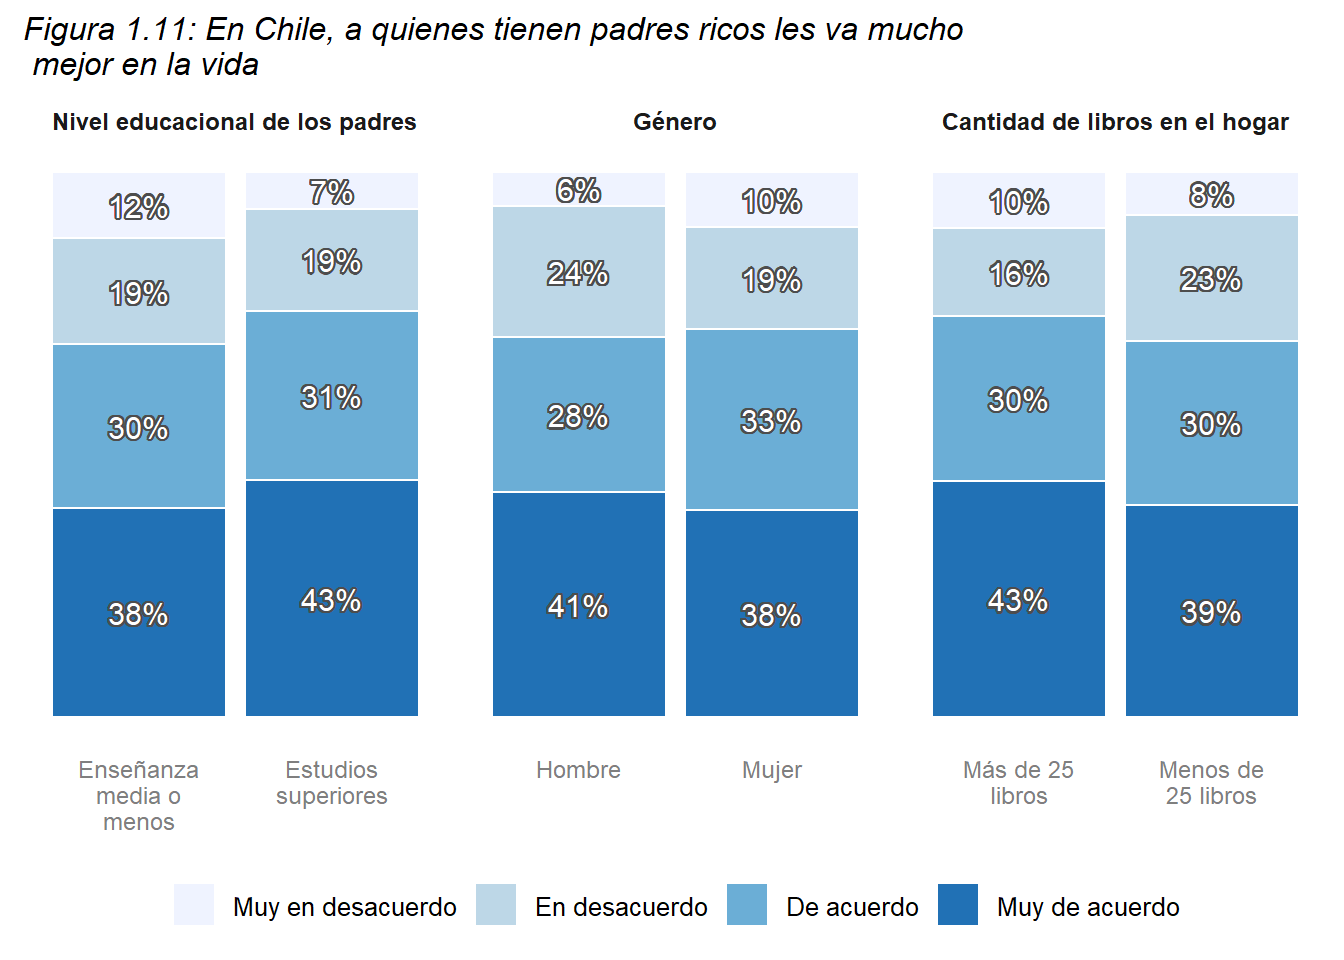 Figura 1.11: En Chile, a quienes tienen padres ricos les va mucho
mejor en la vida
Nivel educacional de los padres
12%
19%
30%
38%
7%
19%
31%
43%
Enseñanza
media o
menos
Estudios
superiores
Género
6%
24%
28%
41%
10%
19%
33%
38%
Hombre
Mujer
Cantidad de libros en el hogar
10%
16%
30%
43%
8%
23%
30%
39%
Más de 25
libros
Menos de
25 libros
Muy en desacuerdo
En desacuerdo
De acuerdo
Muy de acuerdo